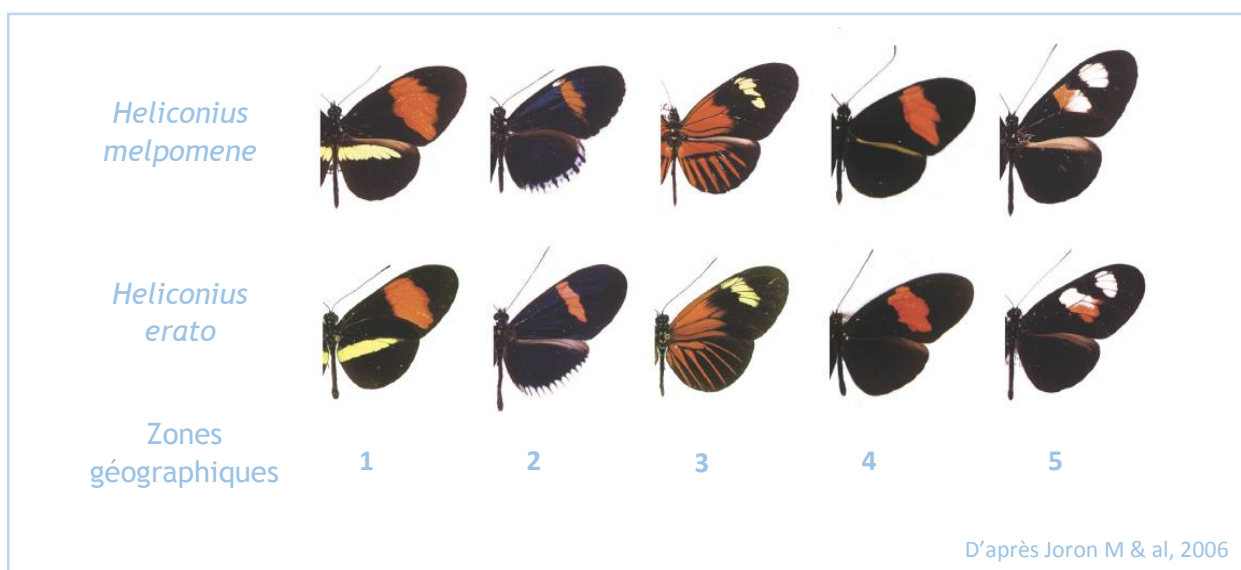 Heliconius
melpomene
Heliconius
erato
Zones
géographiques
1 2 3 4 5
D'après Joron M & al, 2006